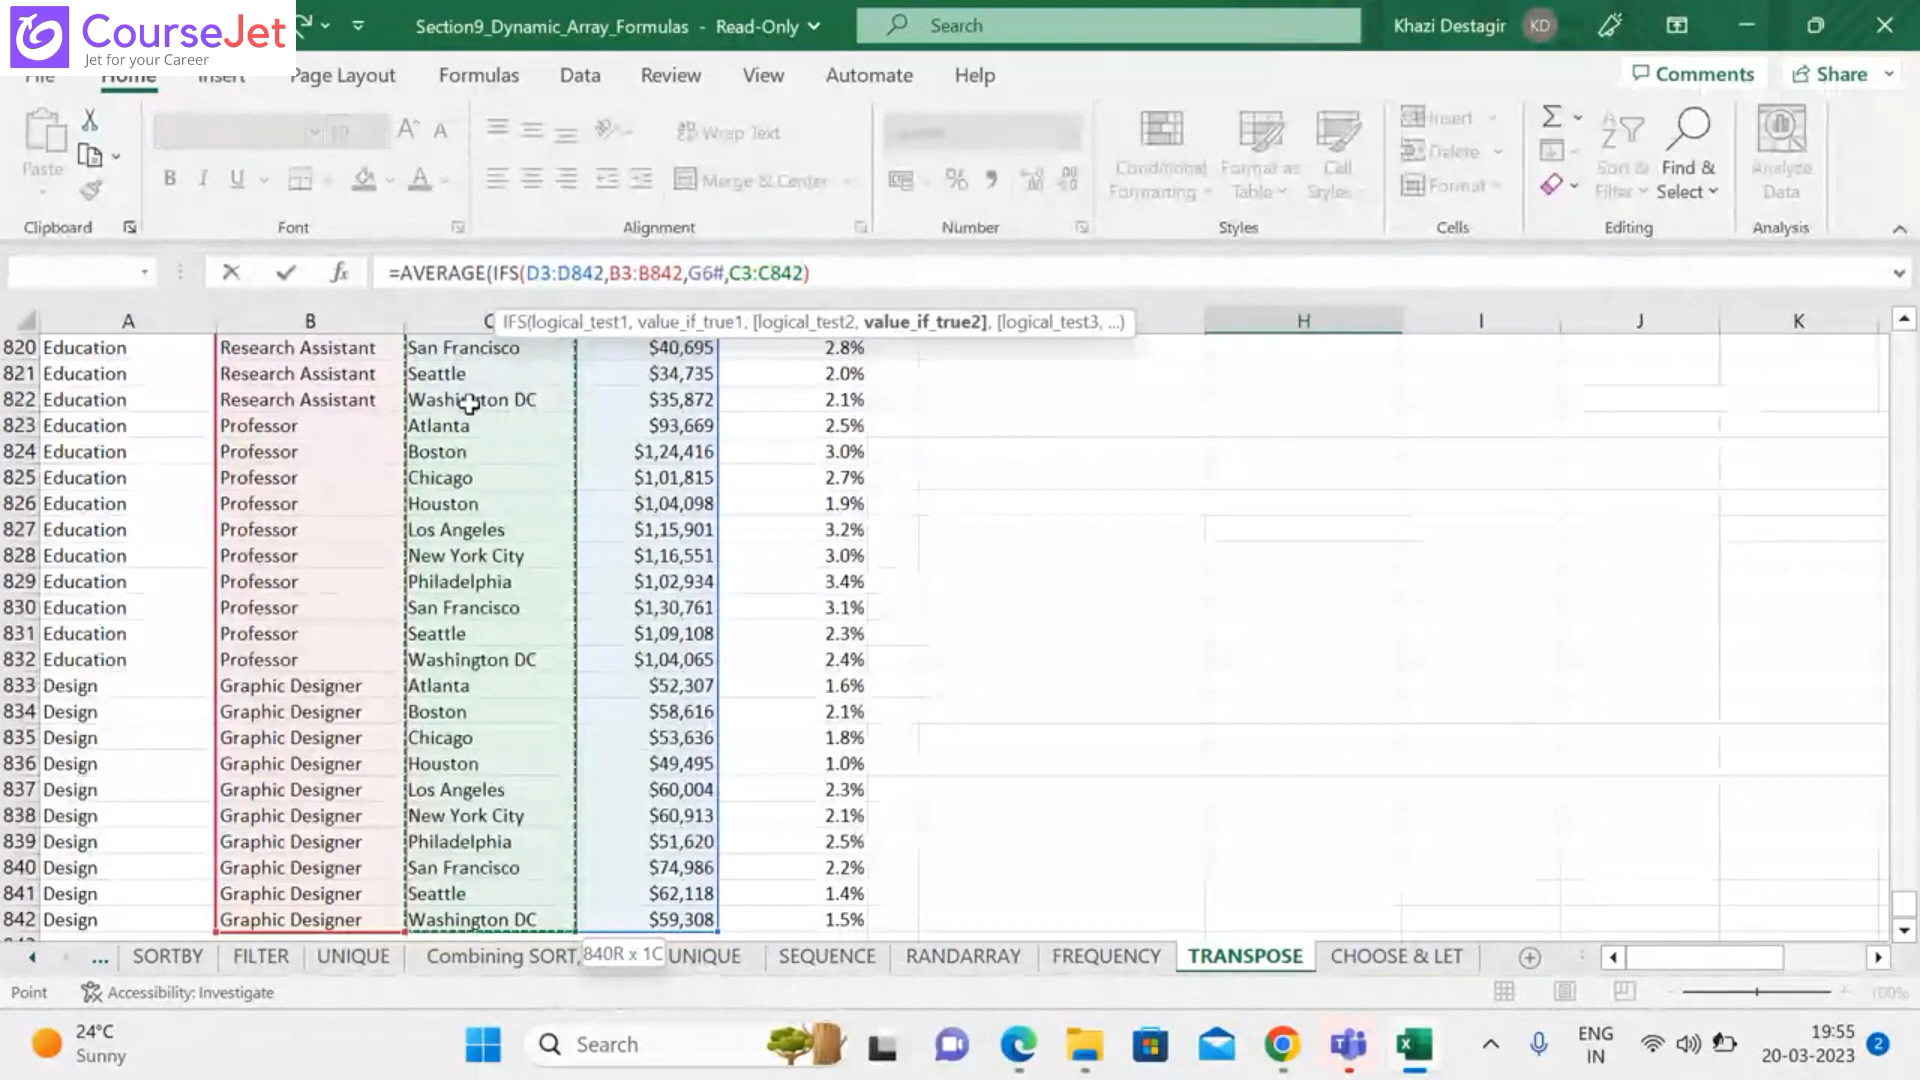 CourseJet
Jet for your Career
Section9_Dynamic_Array_Formulas - Read-Only
Search
Khazi Destagir
KD
File Home Insert Page Layout Formulas Data Review View Automate Help
Comments
Share
Paste
Clipboard
10
A A
B I U
A
Font
Wrap Text
Merge & Center
Alignment
%
Number
Conditional Formatting
Format as Table
Cell Styles
Styles
Insert
Delete
Format
Cells
Sort & Filter
Find & Select
Editing
Analyze Data
Analysis
fx
=AVERAGE(IFS(D3:D842,B3:B842,G6#,C3:C842)
IFS(logical_test1, value_if_true1, [logical_test2, value_if_true2], [logical_test3, ...)
A B C H I J K
820 Education Research Assistant San Francisco $40,695 2.8%
821 Education Research Assistant Seattle $34,735 2.0%
822 Education Research Assistant Washington DC $35,872 2.1%
823 Education Professor Atlanta $93,669 2.5%
824 Education Professor Boston $1,24,416 3.0%
825 Education Professor Chicago $1,01,815 2.7%
826 Education Professor Houston $1,04,098 1.9%
827 Education Professor Los Angeles $1,15,901 3.2%
828 Education Professor New York City $1,16,551 3.0%
829 Education Professor Philadelphia $1,02,934 3.4%
830 Education Professor San Francisco $1,30,761 3.1%
831 Education Professor Seattle $1,09,108 2.3%
832 Education Professor Washington DC $1,04,065 2.4%
833 Design Graphic Designer Atlanta $52,307 1.6%
834 Design Graphic Designer Boston $58,616 2.1%
835 Design Graphic Designer Chicago $53,636 1.8%
836 Design Graphic Designer Houston $49,495 1.0%
837 Design Graphic Designer Los Angeles $60,004 2.3%
838 Design Graphic Designer New York City $60,913 2.1%
839 Design Graphic Designer Philadelphia $51,620 2.5%
840 Design Graphic Designer San Francisco $74,986 2.2%
841 Design Graphic Designer Seattle $62,118 1.4%
842 Design Graphic Designer Washington DC $59,308 1.5%
840R x 1C
... SORTBY FILTER UNIQUE Combining SORT, UNIQUE SEQUENCE RANDARRAY FREQUENCY TRANSPOSE CHOOSE & LET
Point
Accessibility: Investigate
100%
24°C
Sunny
Search
ENG
IN
19:55
20-03-2023
2